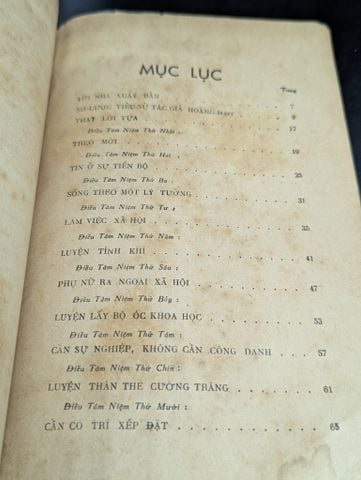 MỤC LỤC
Trang
LỜI NHÀ XUẤT BẢN 7
SƠ-LƯỢC TIỂU-SỬ TÁC GIẢ HOÀNG-ĐẠO 9
THAY LỜI TỰA 17
Điều Tâm Niệm Thứ Nhất:
THEO MỚI 19
Điều Tâm Niệm Thứ Hai:
TIN Ở SỰ TIẾN BỘ 25
Điều Tâm Niệm Thứ Ba:
SỐNG THEO MỘT LÝ TƯỞNG 31
Điều Tâm Niệm Thứ Tư:
LÀM VIỆC XÃ HỘI 35
Điều Tâm Niệm Thứ Năm:
LUYỆN TÍNH KHÍ 41
Điều Tâm Niệm Thứ Sáu:
PHỤ NỮ RA NGOÀI XÃ HỘI 47
Điều Tâm Niệm Thứ Bảy:
LUYỆN LẤY BỘ ÓC KHOA HỌC 53
Điều Tâm Niệm Thứ Tám:
CẦN SỰ NGHIỆP, KHÔNG CẦN CÔNG DANH 57
Điều Tâm Niệm Thứ Chín:
LUYỆN THÂN THỂ CƯỜNG TRÁNG 61
Điều Tâm Niệm Thứ Mười:
CẦN CÓ TRÍ XẾP ĐẶT 65